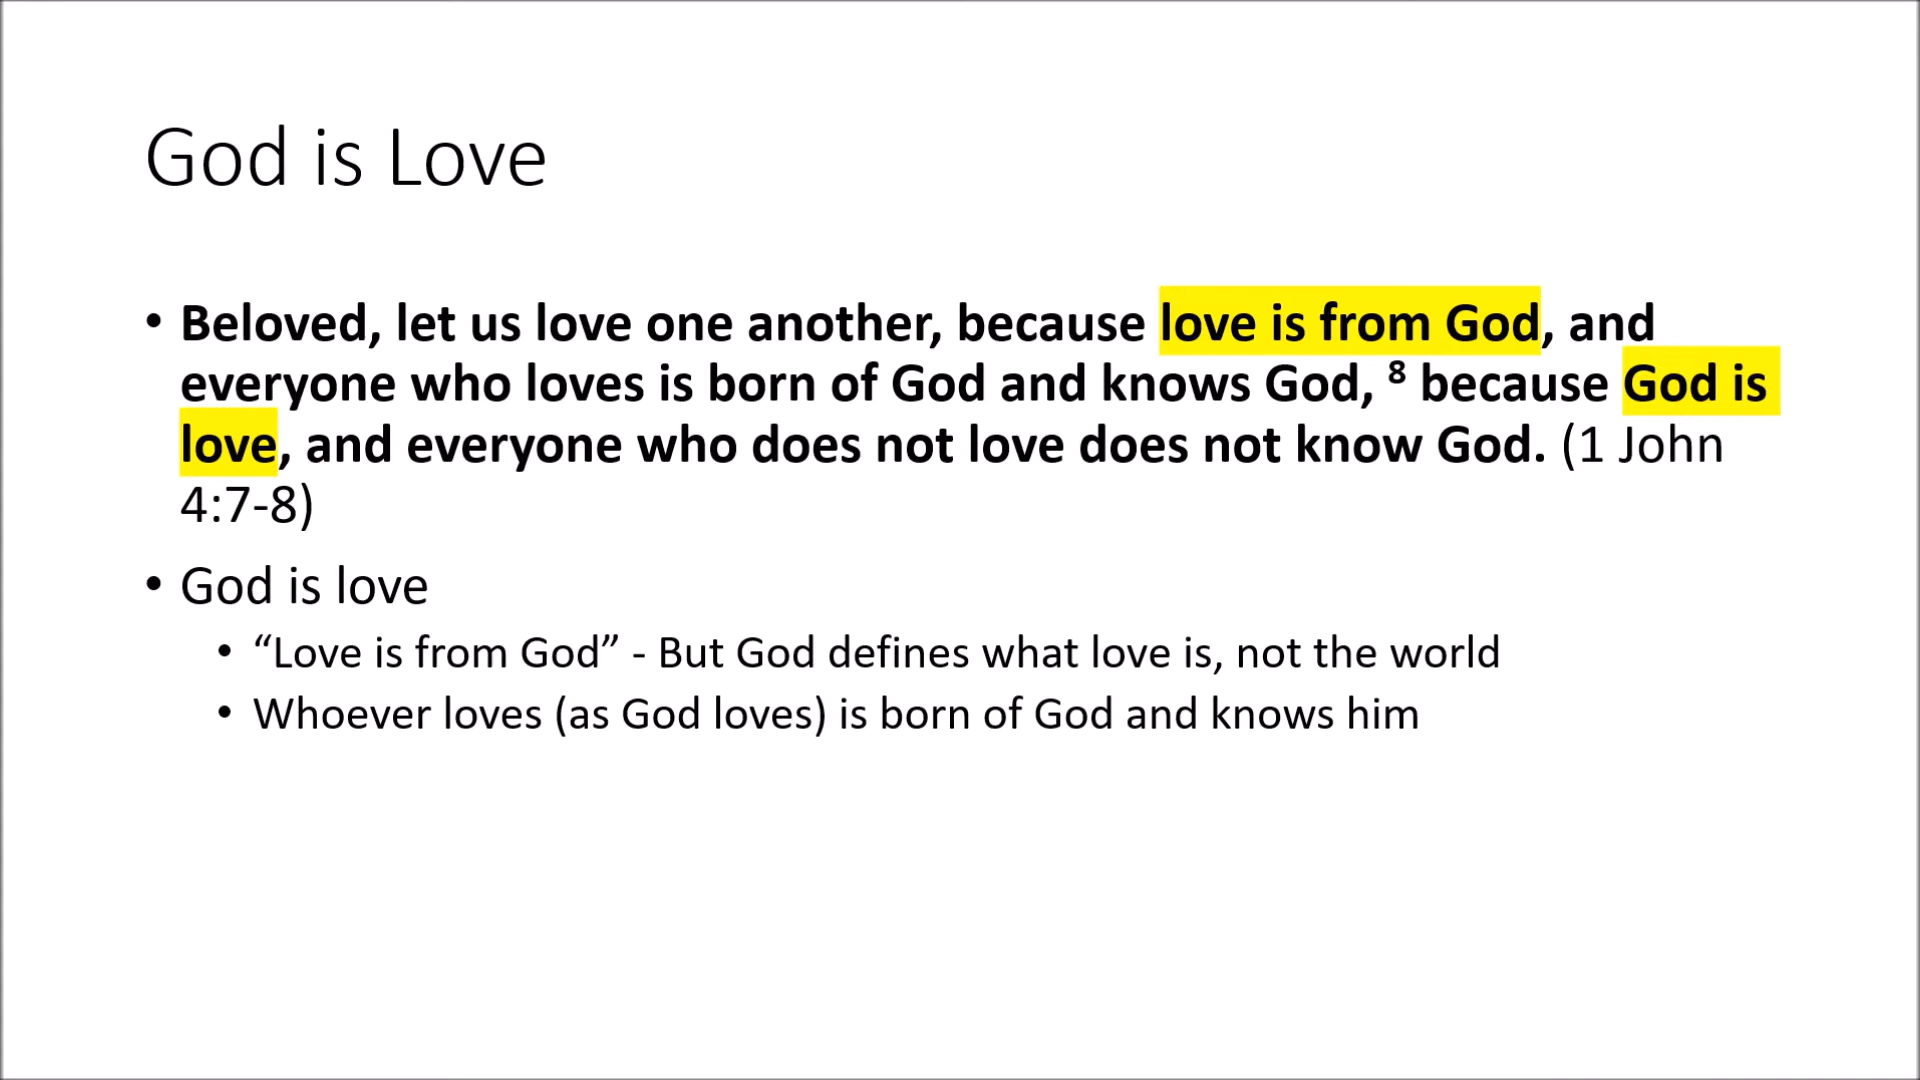 God is Love
• Beloved, let us love one another, because love is from God, and
everyone who loves is born of God and knows God, ⁸ because God is
love, and everyone who does not love does not know God. (1 John
4:7-8)
• God is love
• “Love is from God” - But God defines what love is, not the world
• Whoever loves (as God loves) is born of God and knows him